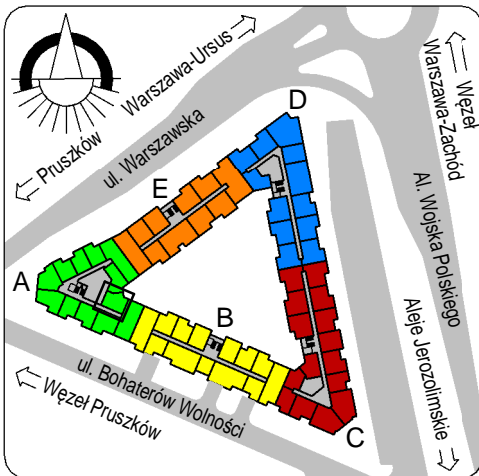 Warszawa-Ursus
Pruszków
ul. Warszawska
Węzeł
Warszawa-Zachód
D
E
Al. Wojska Polskiego
A
B
Aleje Jerozolimskie
ul. Bohaterów Wolności
Węzeł Pruszków
C